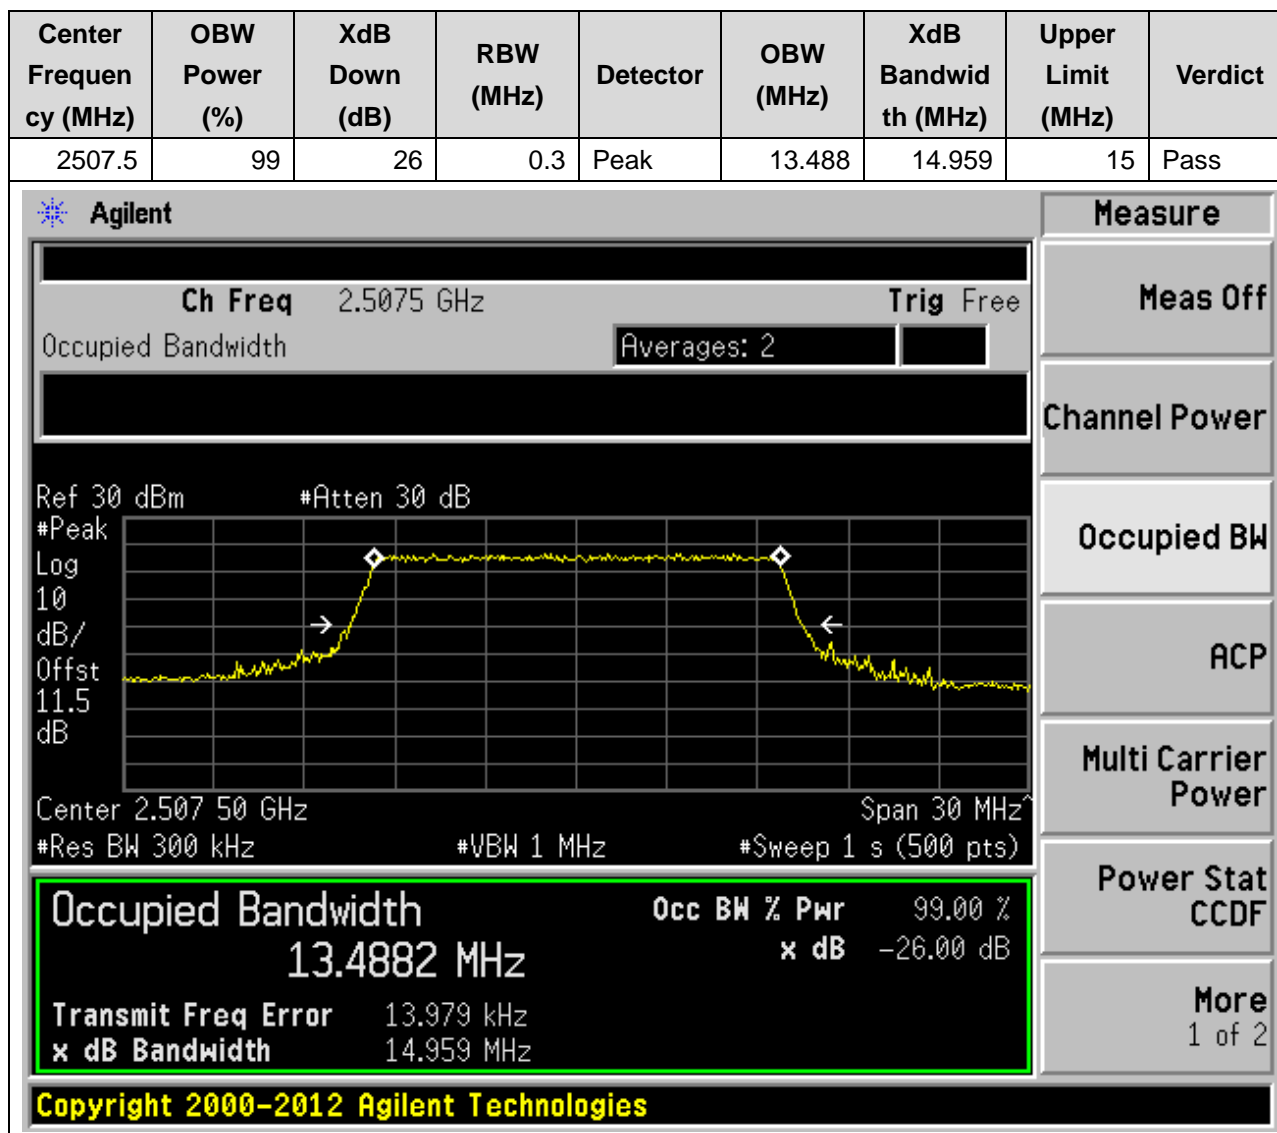 Center Frequen cy (MHz)
OBW Power (%)
XdB Down (dB)
RBW (MHz)
Detector
OBW (MHz)
XdB Bandwid th (MHz)
Upper Limit (MHz)
Verdict
2507.5 99 26 0.3 Peak 13.488 14.959 15 Pass
Agilent
Measure
Ch Freq 2.5075 GHz Trig Free
Occupied Bandwidth Averages: 2
Ref 30 dBm #Atten 30 dB
#Peak
Log
10
dB/
Offst
11.5
dB
Center 2.507 50 GHz Span 30 MHz^
#Res BW 300 kHz #VBW 1 MHz #Sweep 1 s (500 pts)
Occupied Bandwidth
13.4882 MHz
Occ BW % Pwr 99.00 %
x dB -26.00 dB
Transmit Freq Error 13.979 kHz
x dB Bandwidth 14.959 MHz
Meas Off
Channel Power
Occupied BW
ACP
Multi Carrier
Power
Power Stat
CCDF
More
1 of 2
Copyright 2000-2012 Agilent Technologies